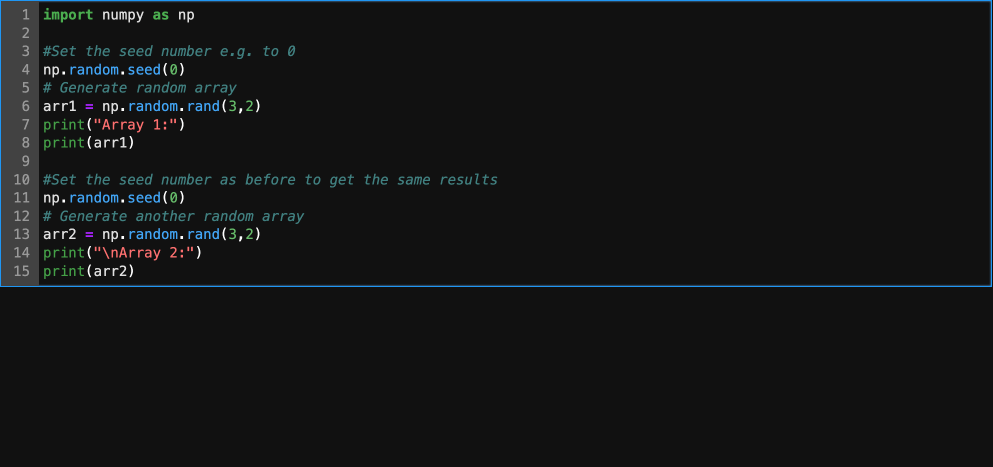 1 import numpy as np
2
3 #Set the seed number e.g. to 0
4 np.random.seed(0)
5 # Generate random array
6 arr1 = np.random.rand(3,2)
7 print("Array 1:")
8 print(arr1)
9
10 #Set the seed number as before to get the same results
11 np.random.seed(0)
12 # Generate another random array
13 arr2 = np.random.rand(3,2)
14 print("\nArray 2:")
15 print(arr2)